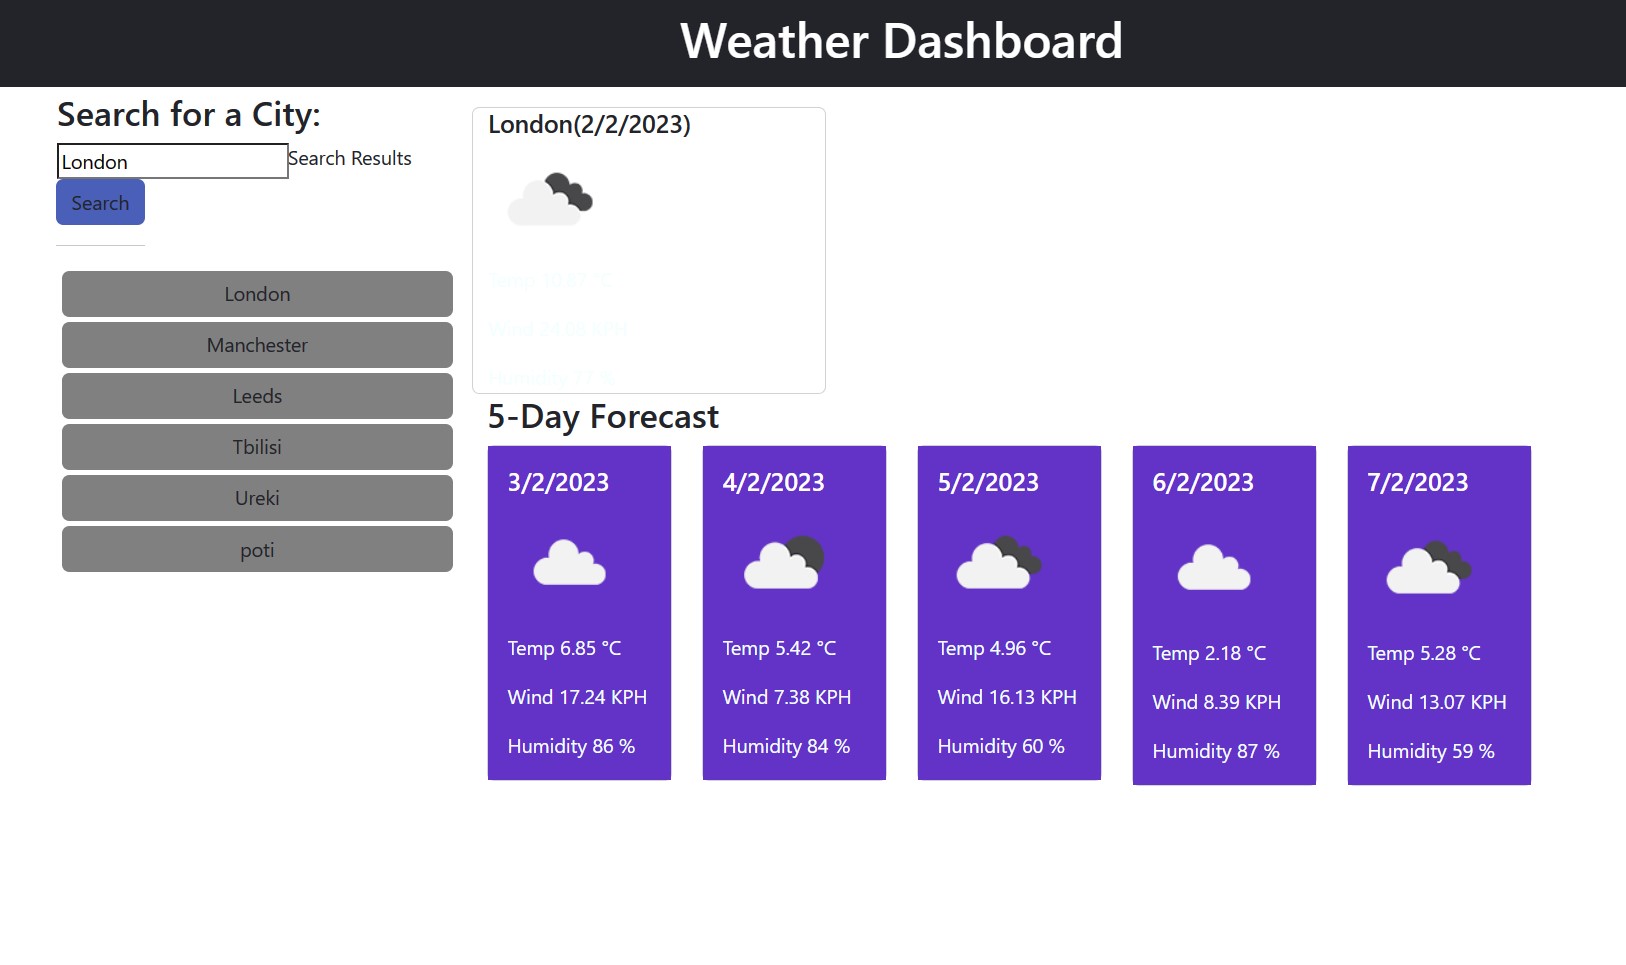 Weather Dashboard
Search for a City:
London
Search Results
Search
London
Manchester
Leeds
Tbilisi
Ureki
poti
London(2/2/2023)
Temp 10.87 °C
Wind KPH
Humidity 77 %
5-Day Forecast
3/2/2023
Temp 6.85 °C
Wind 17.24 KPH
Humidity 86 %
4/2/2023
Temp 5.42 °C
Wind 7.38 KPH
Humidity 84 %
5/2/2023
Temp 4.96 °C
Wind 16.13 KPH
Humidity 60 %
6/2/2023
Temp 2.18 °C
Wind 8.39 KPH
Humidity 87 %
7/2/2023
Temp 5.28 °C
Wind 13.07 KPH
Humidity 59 %